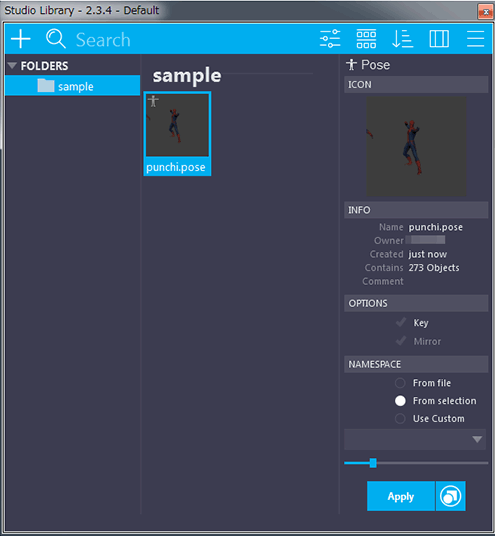 Studio Library - 2.3.4 - Default
Search
FOLDERS
sample
sample
punchi.pose
Pose
ICON
INFO
Name punchi.pose
Owner
Created just now
Contains 273 Objects
Comment
OPTIONS
Key
Mirror
NAMESPACE
From file
From selection
Use Custom
Apply